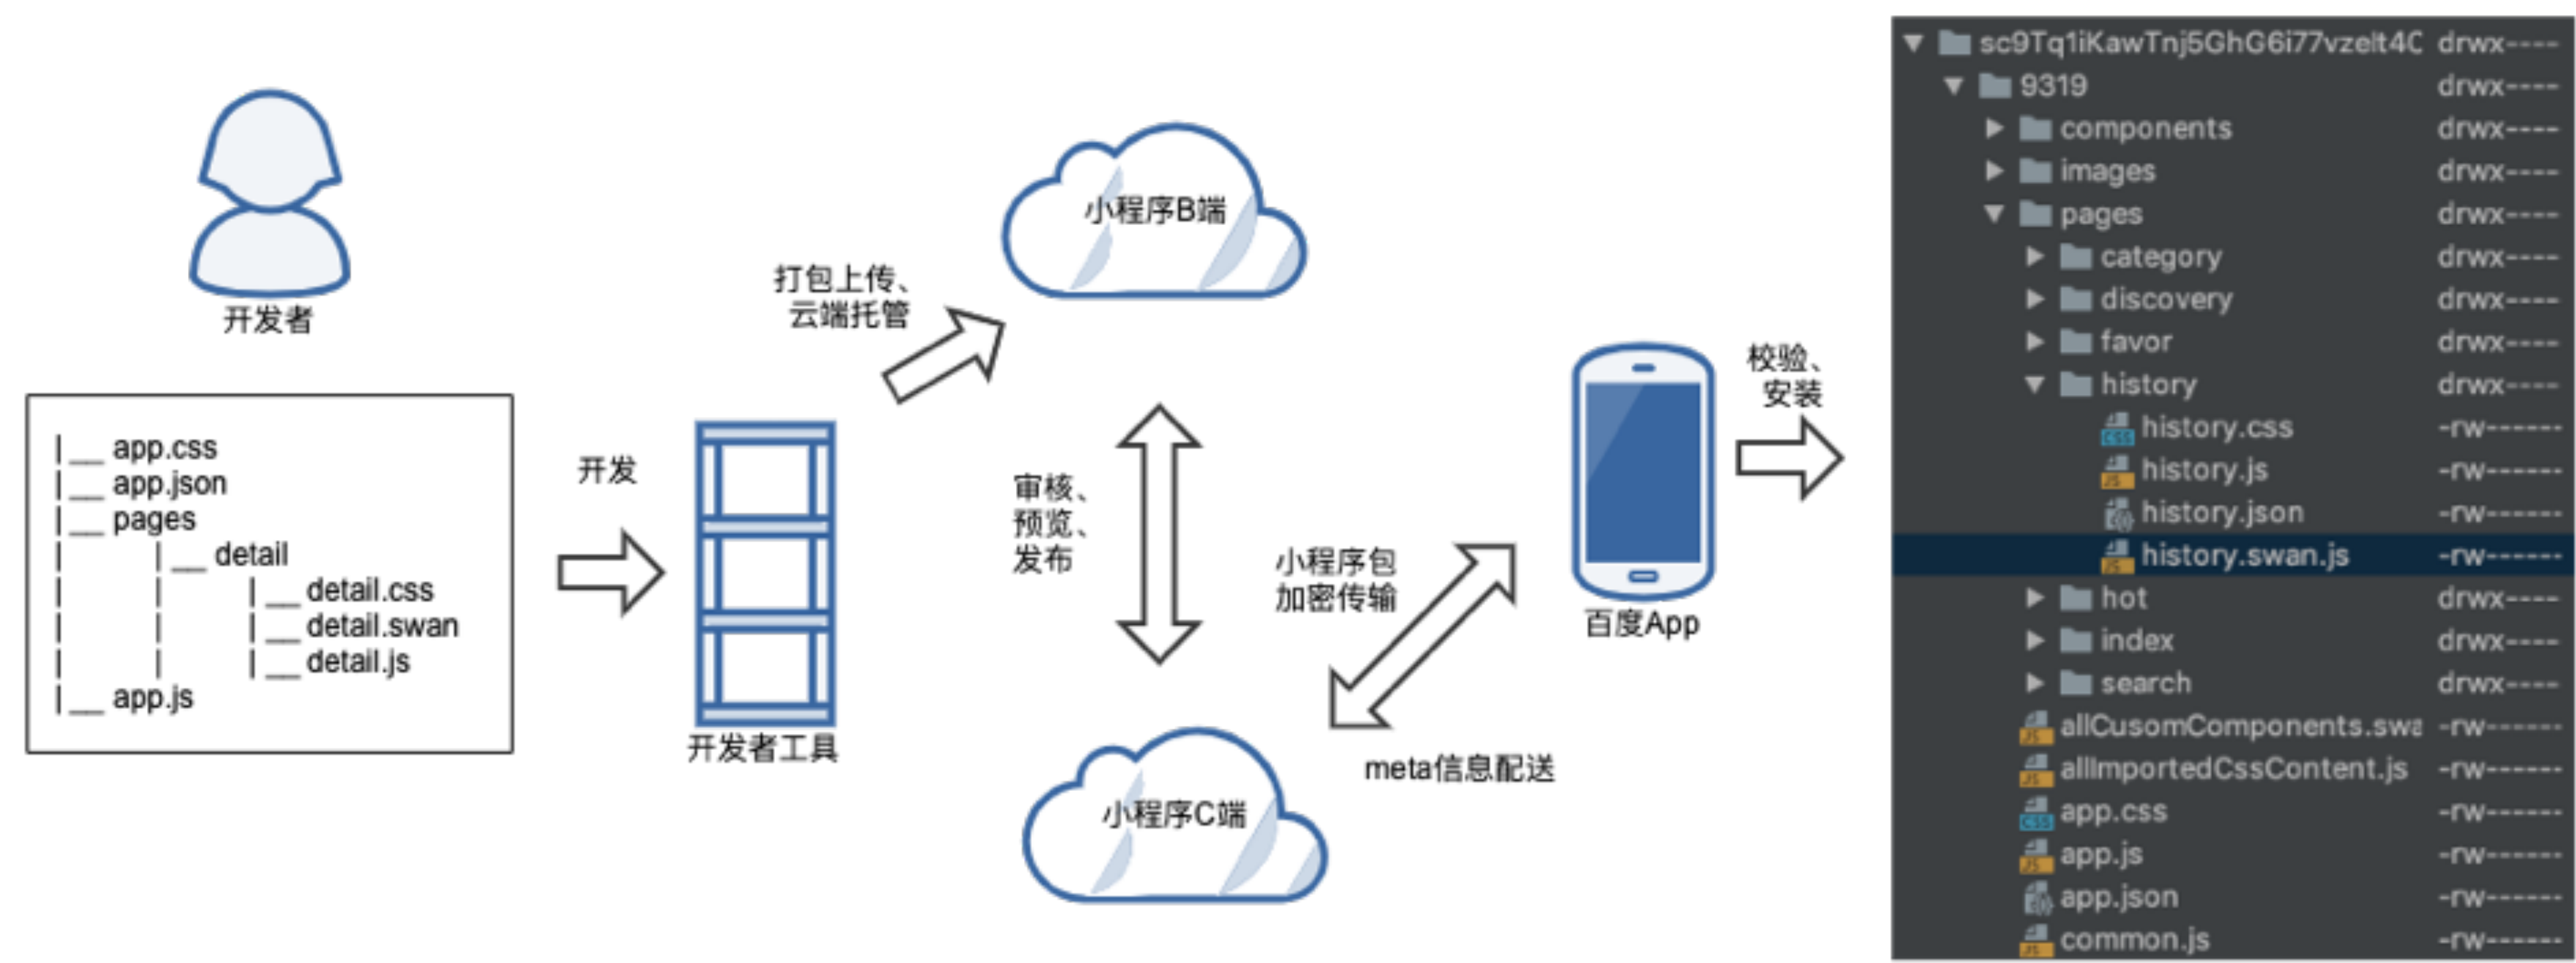 开发者
|__ app.css
|__ app.json
|__ pages
| |__ detail
| | |__ detail.css
| | |__ detail.swan
| | |__ detail.js
|__ app.js
开发
开发者工具
打包上传、
云端托管
小程序B端
审核、
预览、
发布
小程序C端
小程序包
加密传输
meta信息配送
百度App
校验、
安装
sc9Tq1iKawTnj5GhG6i77vzelt4C drwx----
9319 drwx----
components drwx----
images drwx----
pages drwx----
category drwx----
discovery drwx----
favor drwx----
history drwx----
history.css -rw------
history.js -rw------
history.json -rw------
history.swan.js -rw------
hot drwx----
index drwx----
search drwx----
allCusomComponents.swa -rw------
allImportedCssContent.js -rw------
app.css -rw------
app.js -rw------
app.json -rw------
common.js -rw------